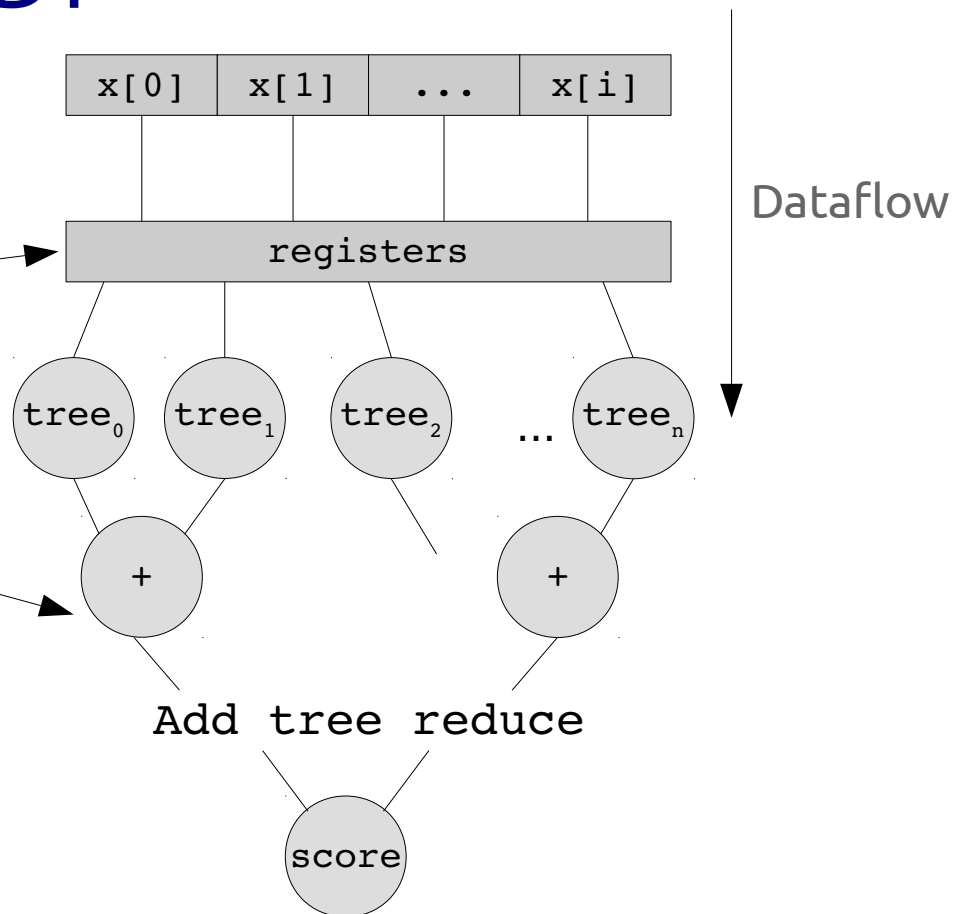 x[0] x[1] ... x[i]
Dataflow
registers
tree0 tree1 tree2 ... treen
+ +
Add tree reduce
score